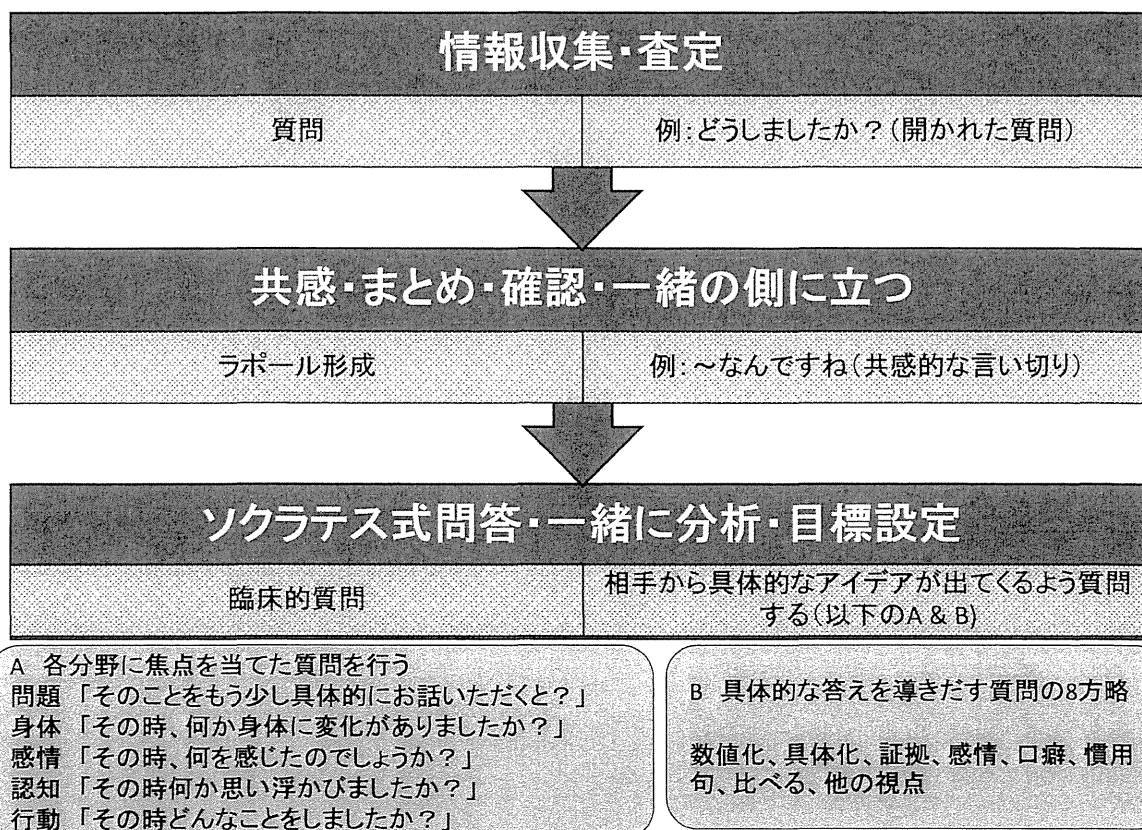 情報収集・査定
質問
例:どうしましたか?(開かれた質問)
共感・まとめ・確認・一緒の側に立つ
ラポール形成
例:~なんですね(共感的な言い切り)
ソクラテス式問答・一緒に分析・目標設定
臨床的質問
相手から具体的なアイデアが出てくるよう質問
する(以下のA & B)
A 各分野に焦点を当てた質問を行う
問題 「そのことをもう少し具体的にお話いただくと?」
身体 「その時、何か身体に変化がありましたか?」
感情 「その時、何を感じたのでしょうか?」
認知 「その時何か思い浮かびましたか?」
行動 「その時どんなことをしましたか?」
B 具体的な答えを導きだす質問の8方略
数値化、具体化、証拠、感情、口癖、慣用
句、比べる、他の視点